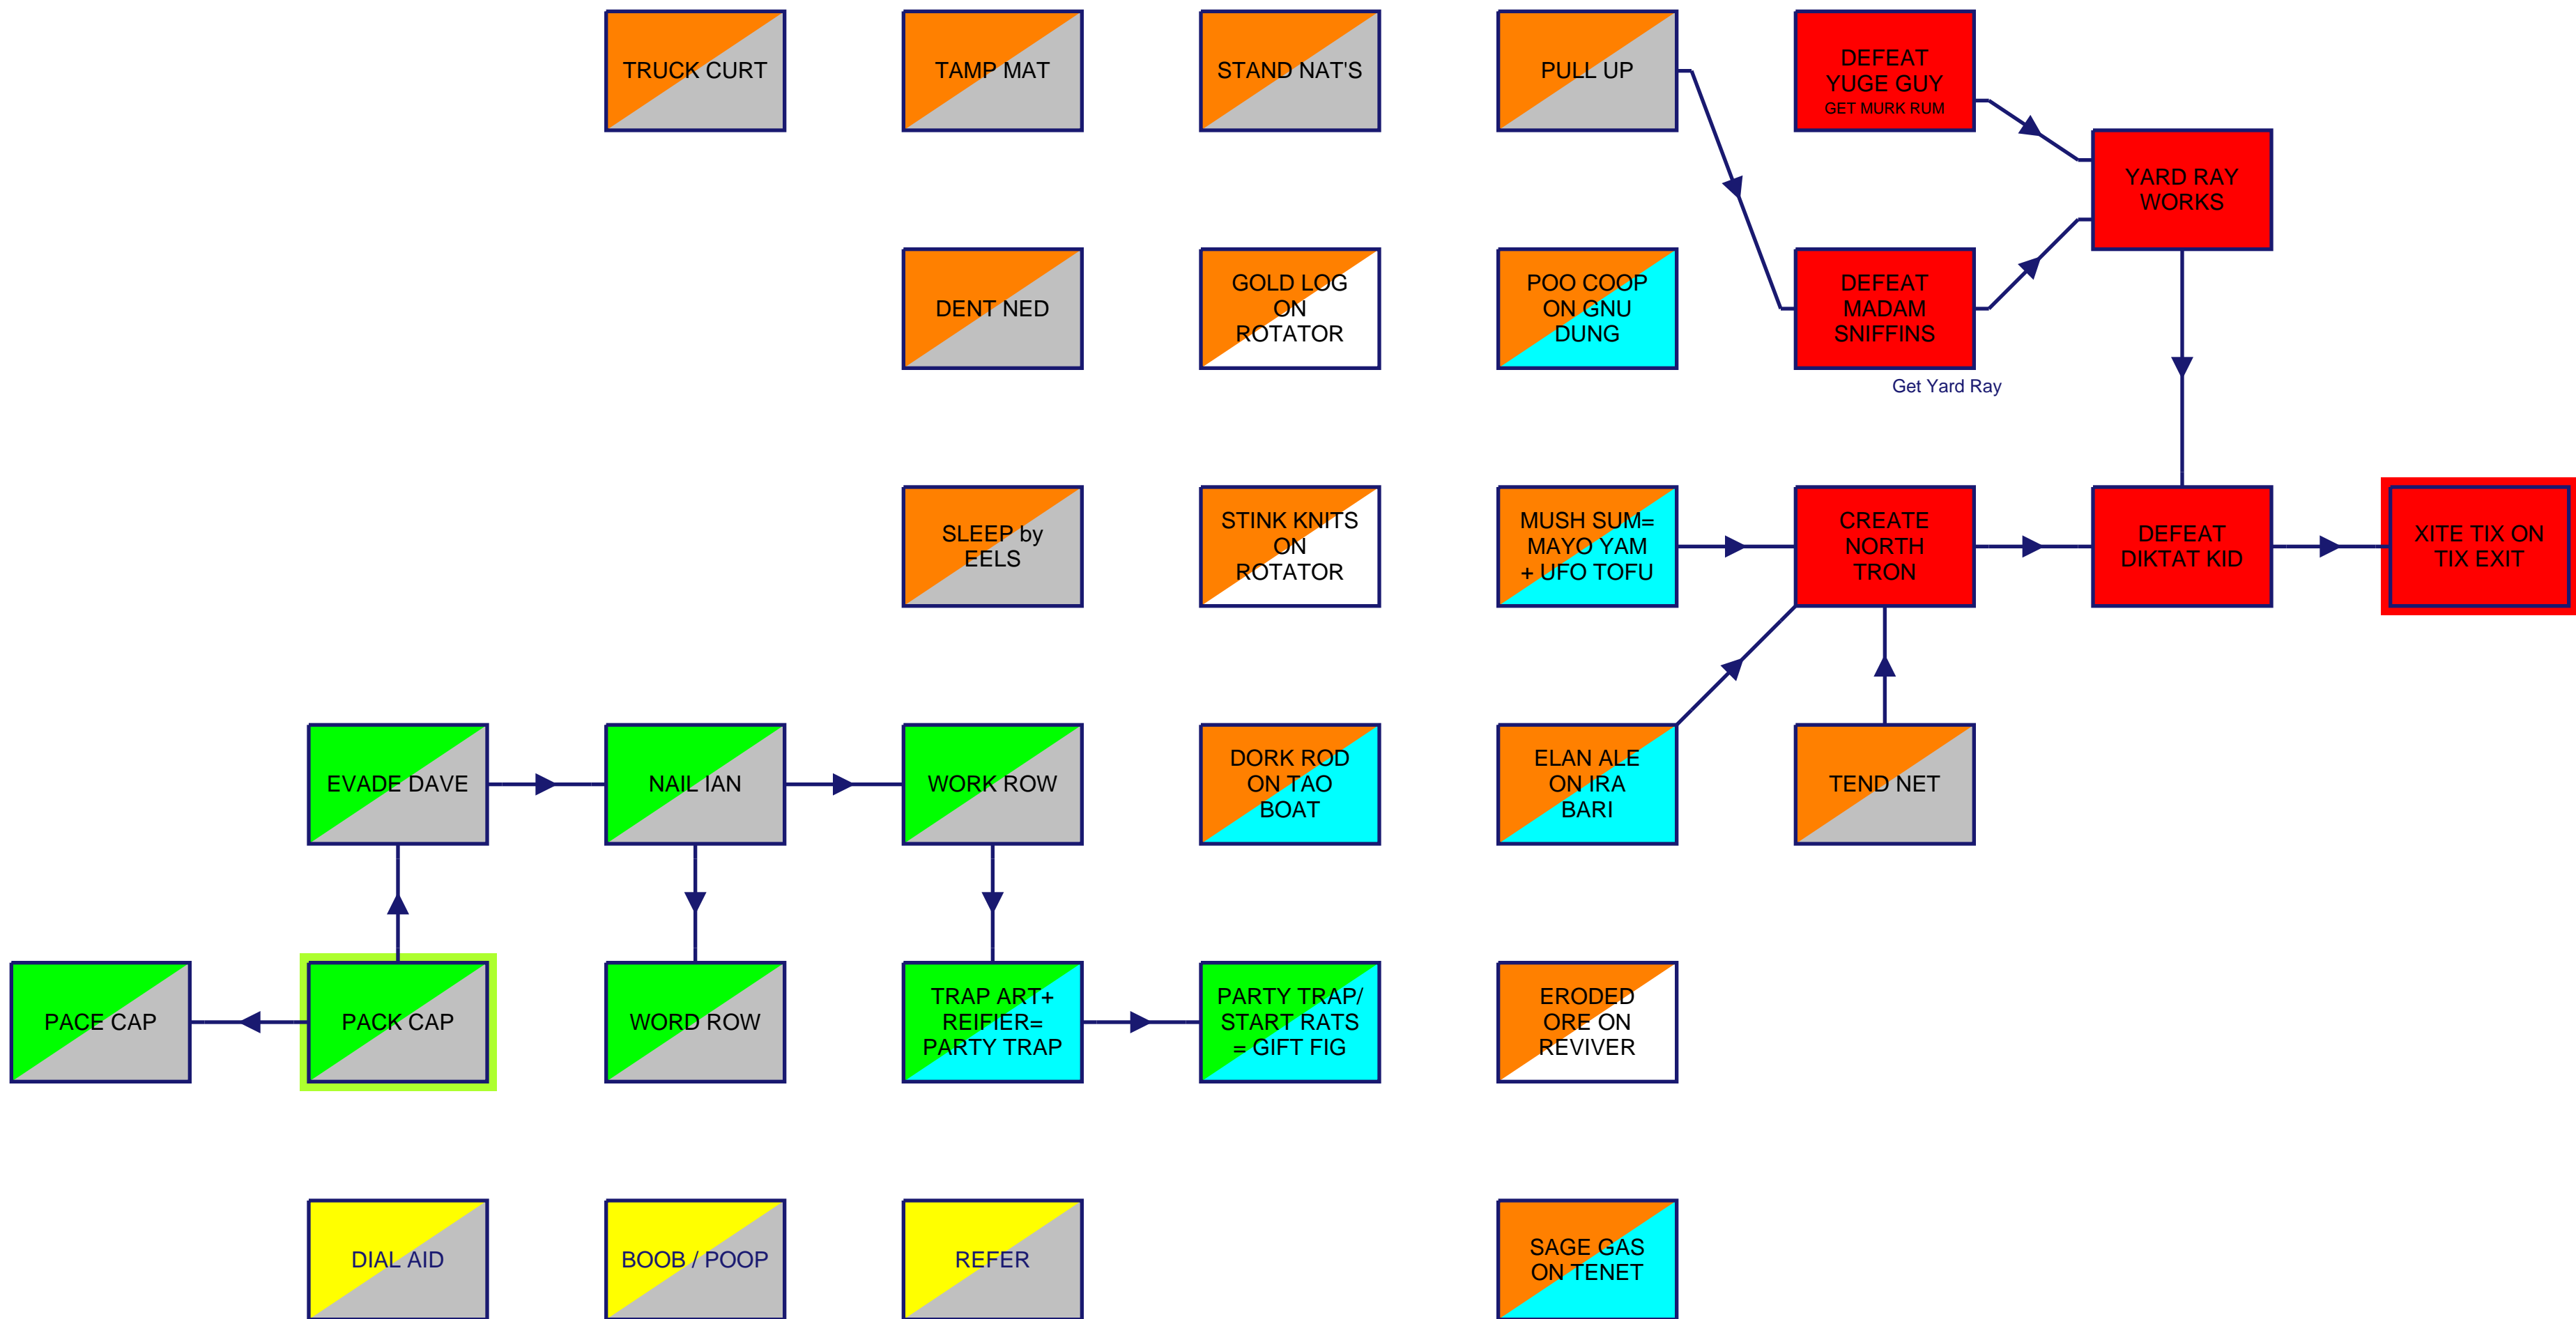 TRUCK CURT
TAMP MAT
STAND NAT'S
PULL UP
DEFEAT
YUGE GUY
GET MURK RUM
YARD RAY
WORKS
DENT NED
GOLD LOG
ON
ROTATOR
POO COOP
ON GNU
DUNG
DEFEAT
MADAM
SNIFFINS
Get Yard Ray
SLEEP by
EELS
STINK KNITS
ON
ROTATOR
MUSH SUM=
MAYO YAM
+ UFO TOFU
CREATE
NORTH
TRON
DEFEAT
DIKTAT KID
XITE TIX ON
TIX EXIT
EVADE DAVE
NAIL IAN
WORK ROW
DORK ROD
ON TAO
BOAT
ELAN ALE
ON IRA
BARI
TEND NET
PACE CAP
PACK CAP
WORD ROW
TRAP ART+
REIFIER=
PARTY TRAP
PARTY TRAP/
START RATS
= GIFT FIG
ERODED
ORE ON
REVIVER
DIAL AID
BOOB / POOP
REFER
SAGE GAS
ON TENET